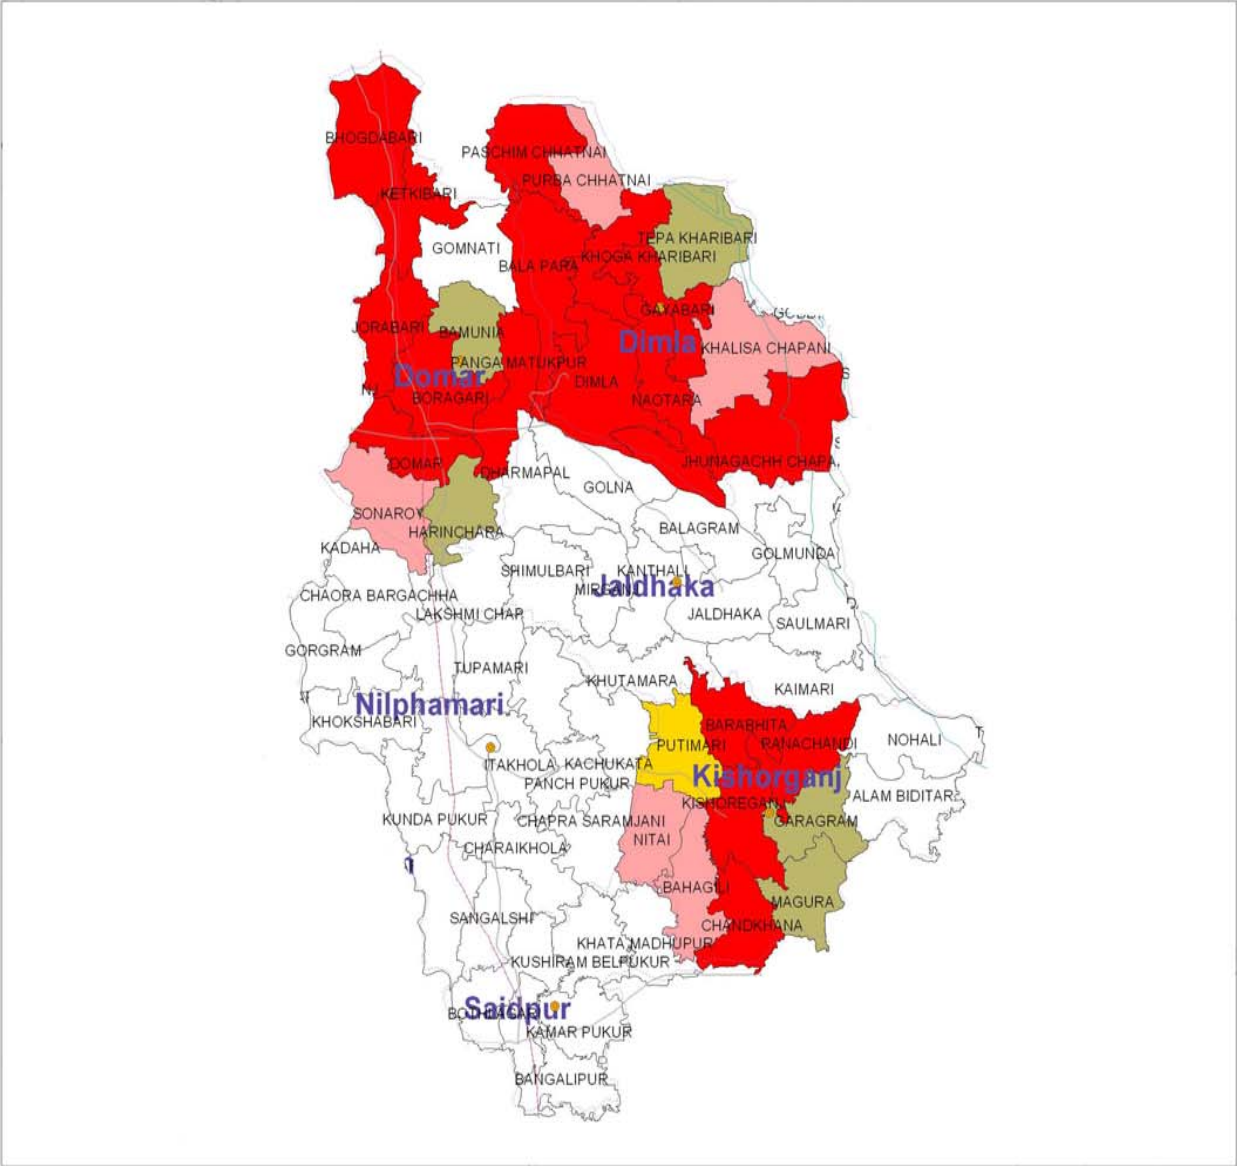 BHOGDABARI
PASCHIM CHHATNAI
PURBA CHHATNAI
KETKIBARI
TEPA KHARIBARI
GOMNATI
KHOGA KHARIBARI
BALA PARA
GAYABARI
JORABARI
BAMUNIA
Dimla
KHALISA CHAPANI
PANGA MATUKPUR
Domar
DIMLA
BORAGARI
NAOTARA
DOMAR
JHUNAGACHH CHAPA
DHARMAPAL
GOLNA
SONAROY
HARINCHARA
BALAGRAM
KADAHA
GOLMUNDA
SHIMULBARI
KANTHALI
MIRGANJ
Jaldhaka
CHAORA BARGACHHA
LAKSHMI CHAP
JALDHAKA
SAULMARI
GORGRAM
TUPAMARI
KHUTAMARA
KAIMARI
Nilphamari
KHOKSHABARI
BARABHITA
PUTIMARI
RANACHANDI
NOHALI
ITAKHOLA
KACHUKATA
Kishorganj
PANCH PUKUR
ALAM BIDITAR
KISHOREGANJ
KUNDA PUKUR
CHAPRA SARAMJANI
GARAGRAM
NITAI
CHARAIKHOLA
BAHAGILI
MAGURA
SANGALSHI
CHANDKHANA
KHATA MADHUPUR
KUSHIRAM BELPUKUR
Saidpur
BOTHLAGARI
KAMAR PUKUR
BANGALIPUR